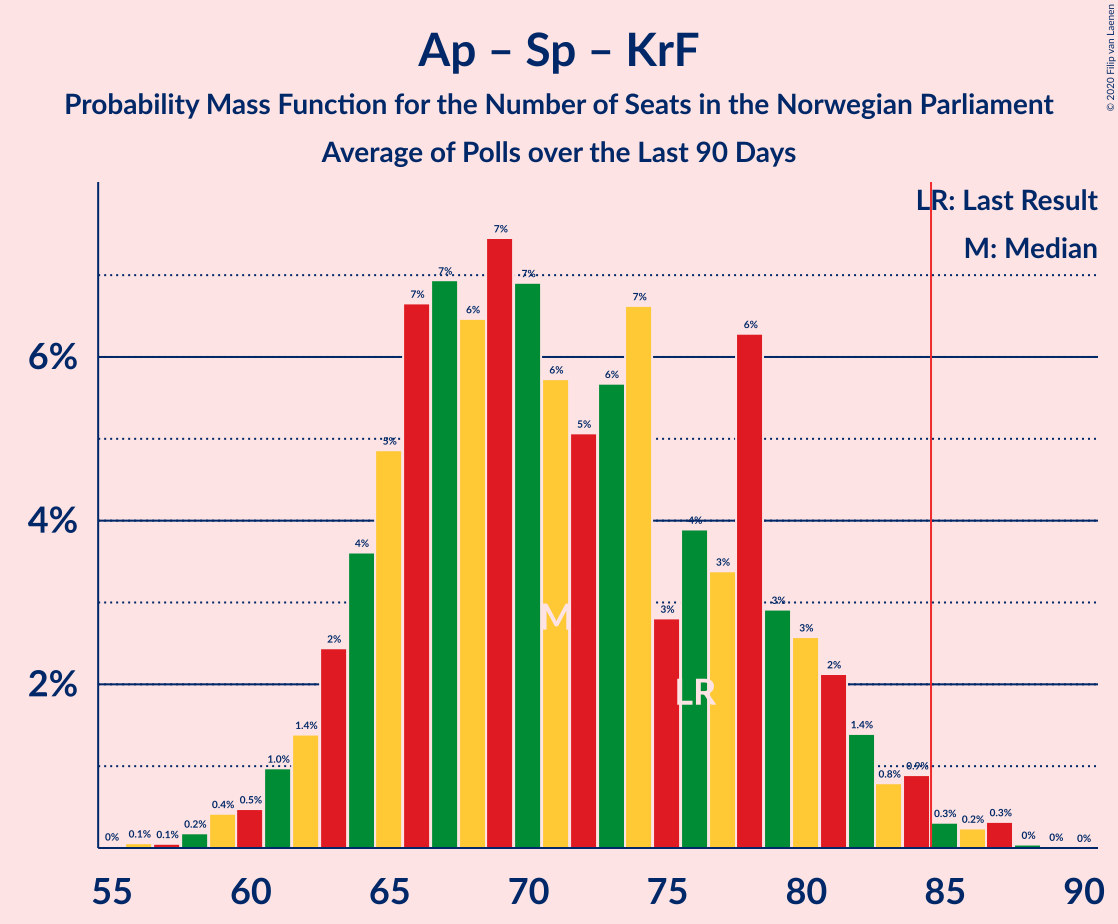 Ap – Sp – KrF
Probability Mass Function for the Number of Seats in the Norwegian Parliament
Average of Polls over the Last 90 Days
© 2020 Filip van Laenen
LR: Last Result
M: Median
6%
4%
2%
0% 0.1% 0.1% 0.2% 0.4% 0.5% 1.0% 1.4% 2% 4% 5% 7% 7% 6% 7% 7% 6% 5% 6% 7% 3% 4% 3% 6% 3% 3% 2% 1.4% 0.8% 0.9% 0.3% 0.2% 0.3% 0% 0% 0%
M
LR
55 60 65 70 75 80 85 90